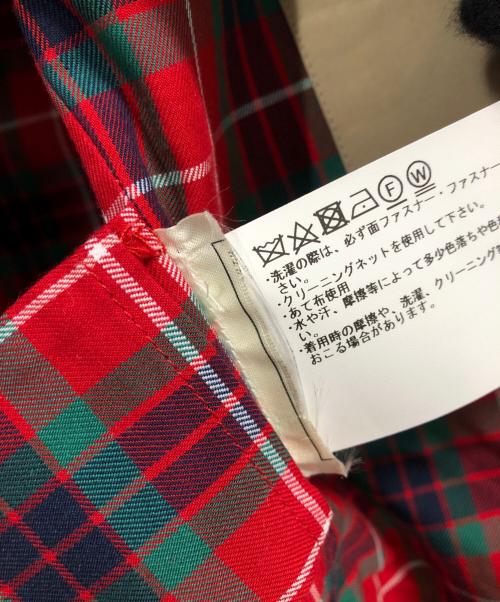 F W
・洗濯の際は、必ず面ファスナー・ファスナー
さい。
・クリーニングネットを使用して下さい。
・あて布使用
・水や汗、摩擦等によって多少色落ちや色
い。
・着用時の摩擦や、洗濯、クリーニング
おこる場合があります。